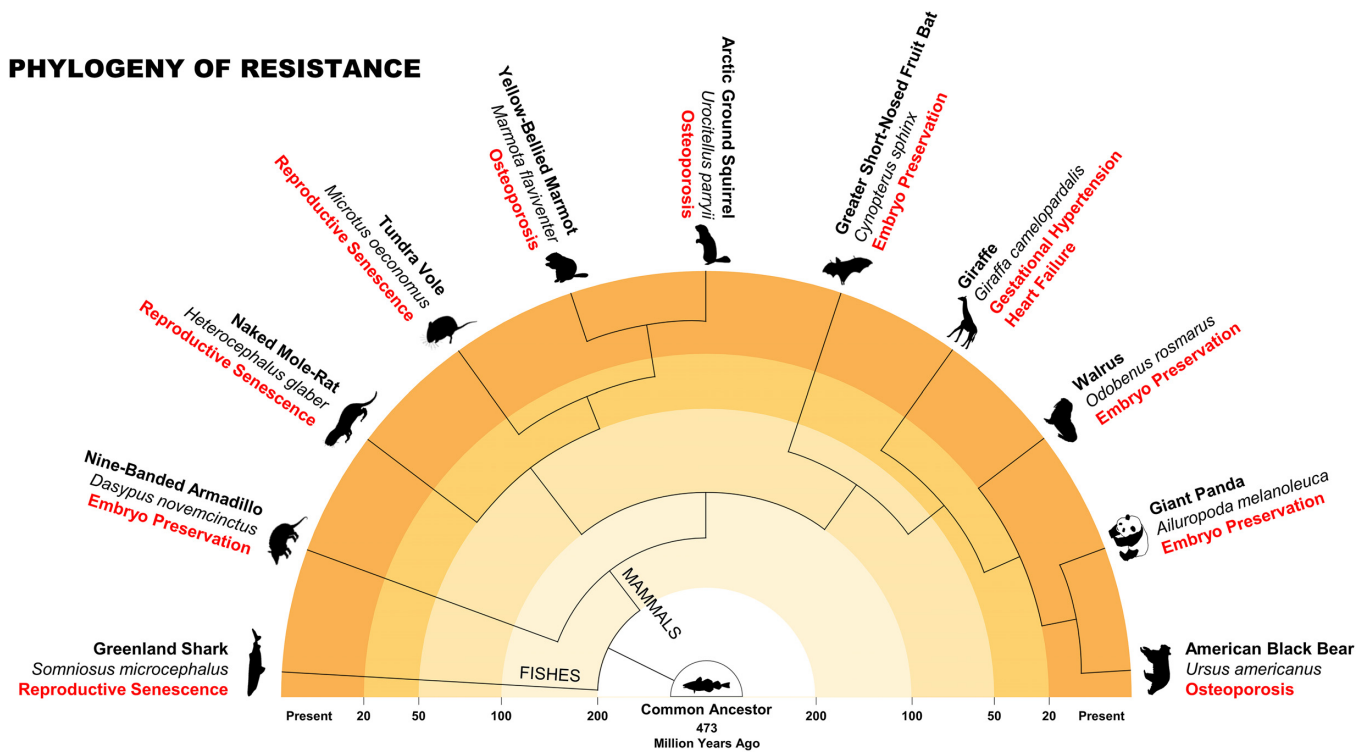 PHYLOGENY OF RESISTANCE
Greenland Shark
Somniosus microcephalus
Reproductive Senescence
Nine-Banded Armadillo
Dasypus novemcinctus
Embryo Preservation
Naked Mole-Rat
Heterocephalus glaber
Reproductive Senescence
Tundra Vole
Microtus oeconomus
Reproductive Senescence
Yellow-Bellied Marmot
Marmota flaviventer
Osteoporosis
Arctic Ground Squirrel
Urocitellus parryii
Osteoporosis
Greater Short-Nosed Fruit Bat
Cynopterus sphinx
Embryo Preservation
Giraffe
Giraffa camelopardalis
Gestational Hypertension
Heart Failure
Walrus
Odobenus rosmarus
Embryo Preservation
Giant Panda
Ailuropoda melanoleuca
Embryo Preservation
American Black Bear
Ursus americanus
Osteoporosis
MAMMALS
FISHES
Present 20 50 100 200 Common Ancestor 200 100 50 20 Present
473
Million Years Ago